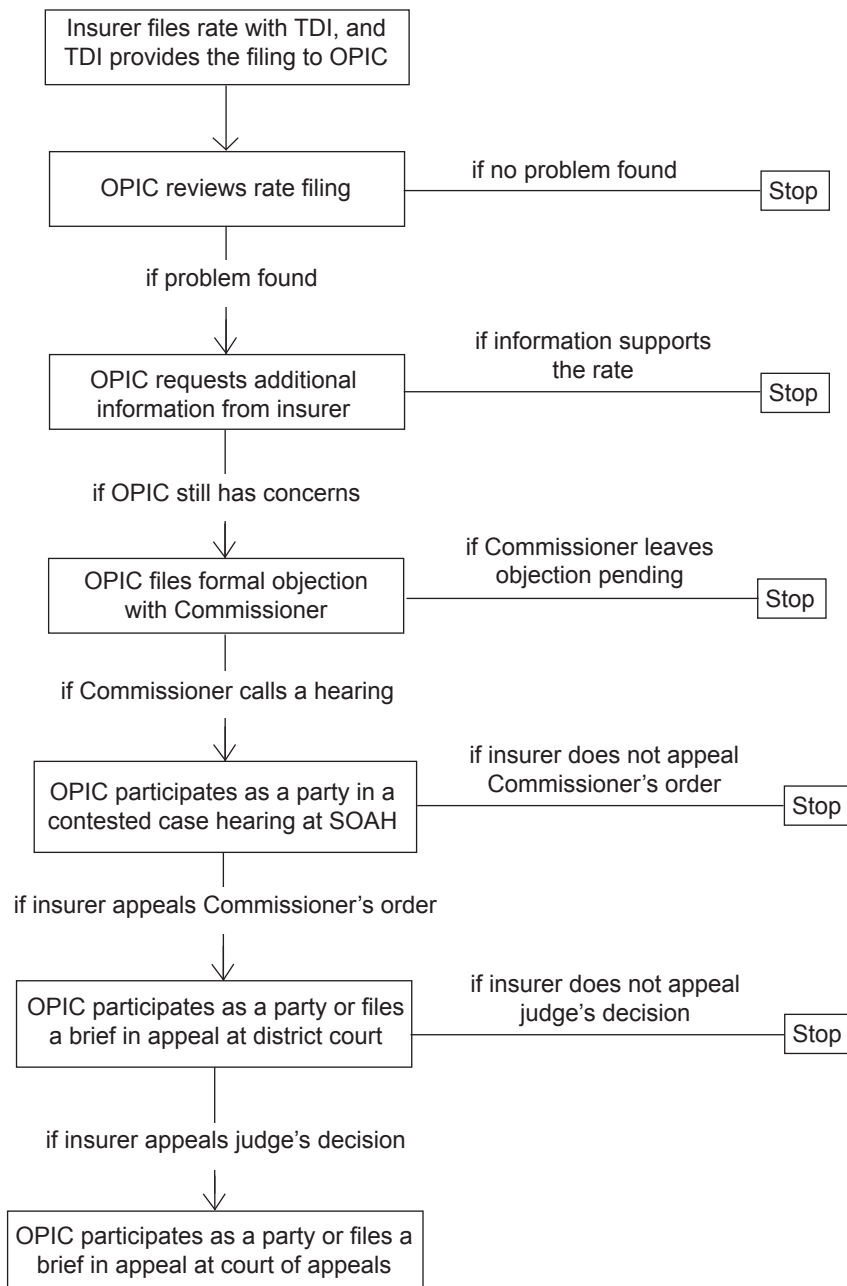 Insurer files rate with TDI, and
TDI provides the filing to OPIC
OPIC reviews rate filing
if no problem found
Stop
if problem found
OPIC requests additional
information from insurer
if information supports
the rate
Stop
if OPIC still has concerns
OPIC files formal objection
with Commissioner
if Commissioner leaves
objection pending
Stop
if Commissioner calls a hearing
OPIC participates as a party in a
contested case hearing at SOAH
if insurer does not appeal
Commissioner’s order
Stop
if insurer appeals Commissioner’s order
OPIC participates as a party or files
a brief in appeal at district court
if insurer does not appeal
judge’s decision
Stop
if insurer appeals judge’s decision
OPIC participates as a party or files a
brief in appeal at court of appeals